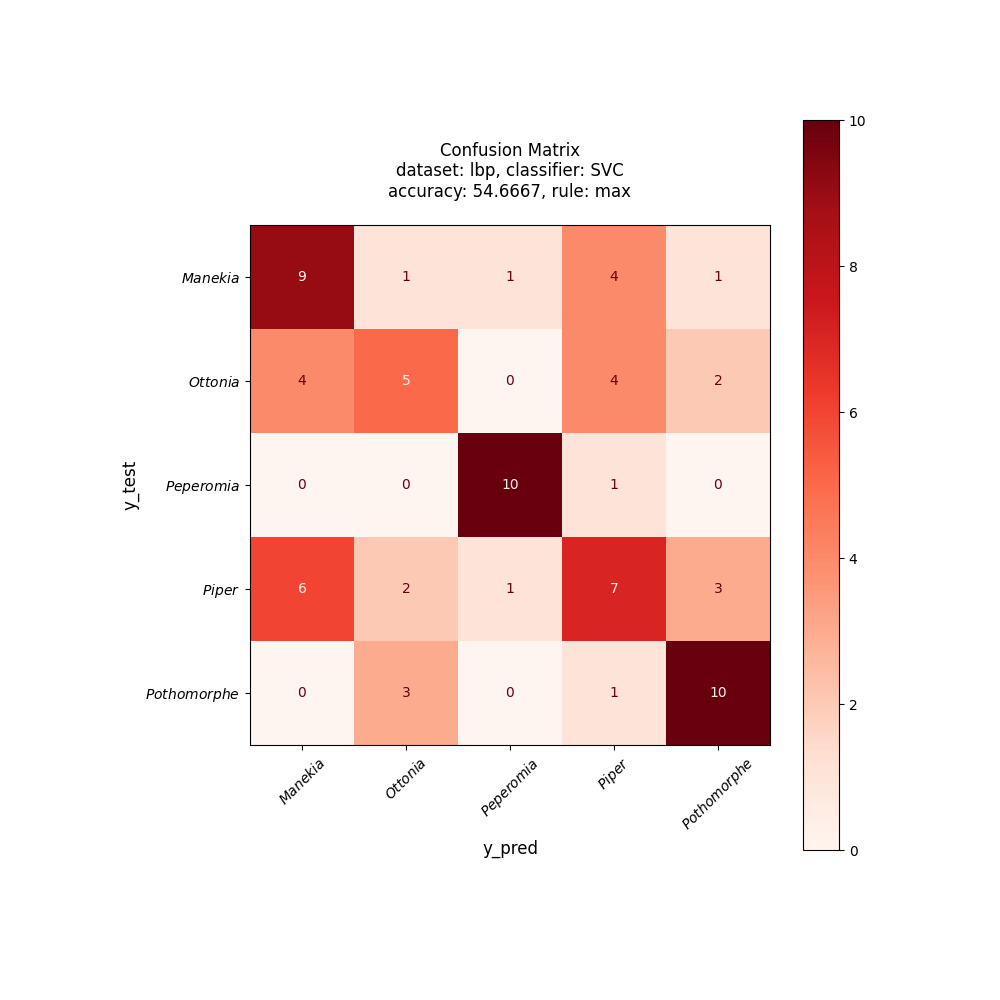 Confusion Matrix
dataset: lbp, classifier: SVC
accuracy: 54.6667, rule: max
y_test
Manekia 9 1 1 4 1
Ottonia 4 5 0 4 2
Peperomia 0 0 10 1 0
Piper 6 2 1 7 3
Pothomorphe 0 3 0 1 10
Manekia Ottonia Peperomia Piper Pothomorphe
y_pred
10
8
6
4
2
0